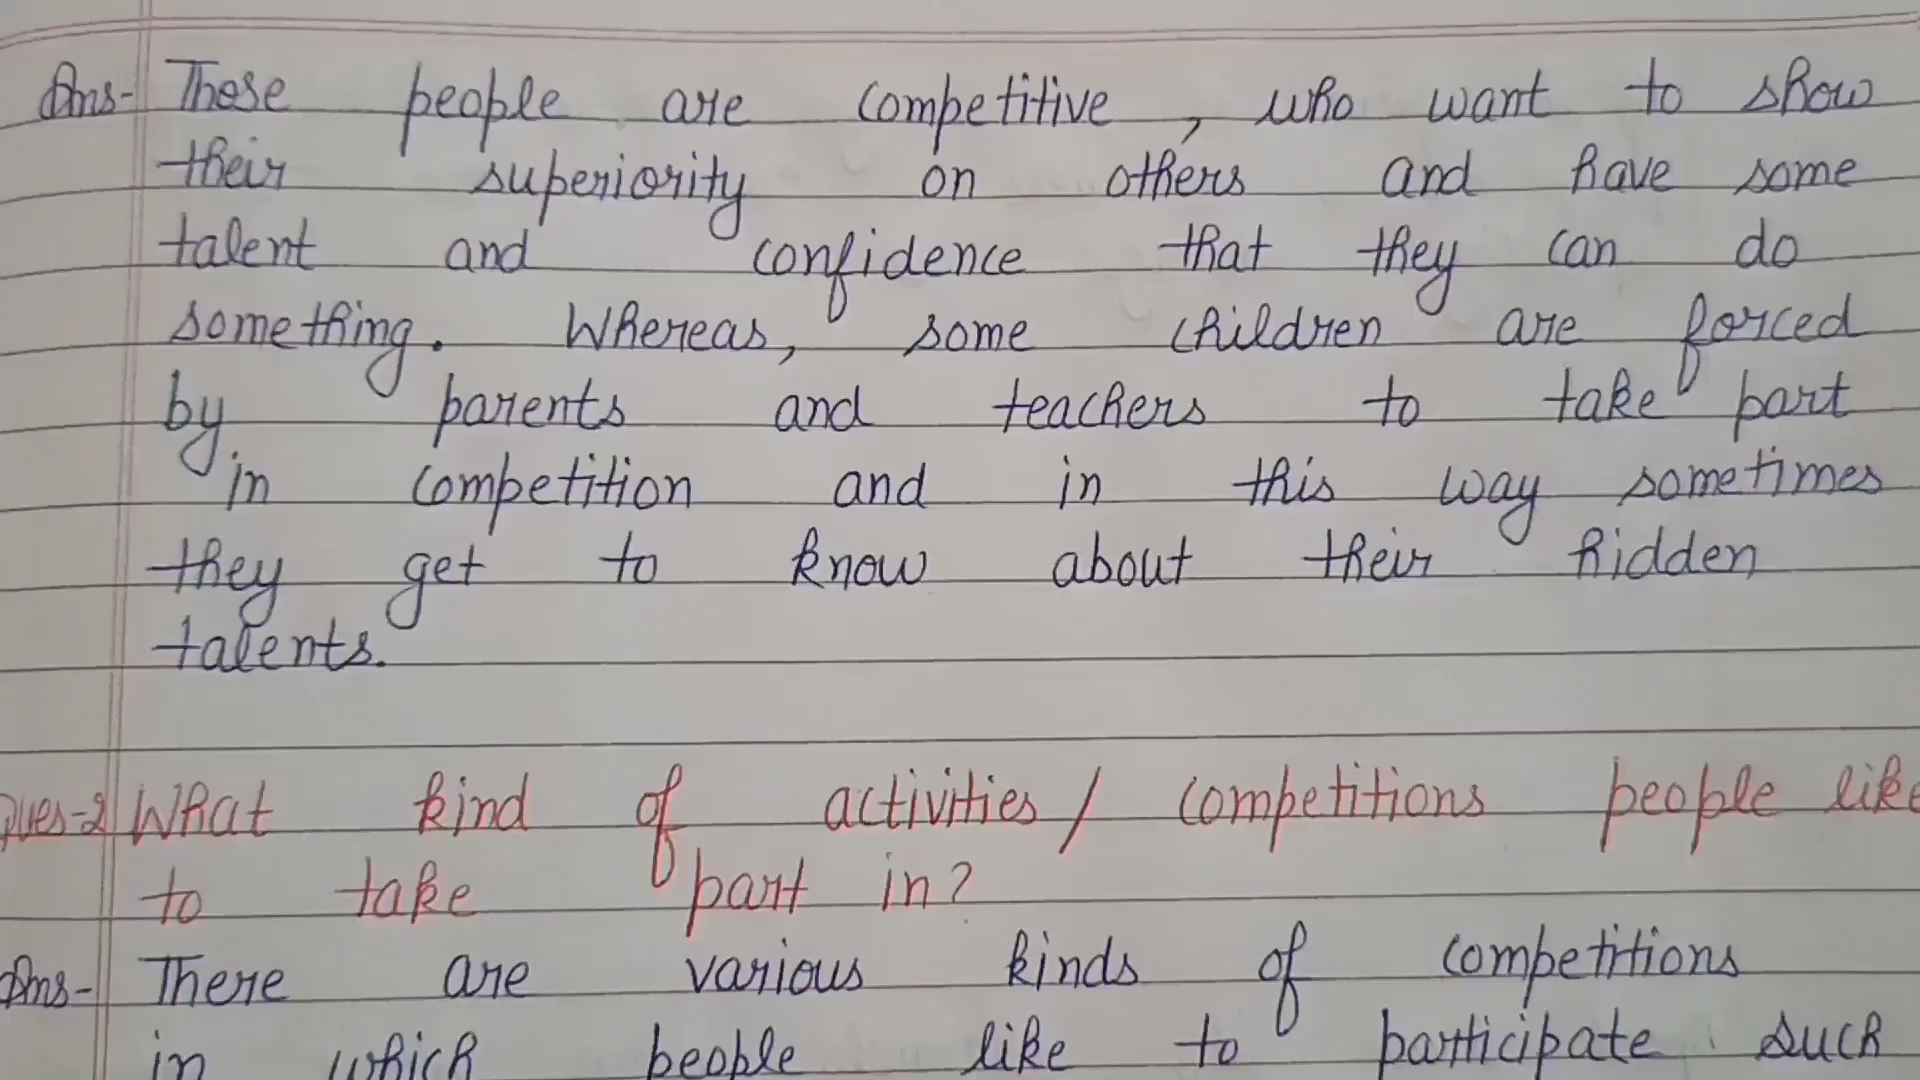 Ans- Those people are competitive, who want to show
their superiority on others and have some
talent and confidence that they can do
something. Whereas, some children are forced
by parents and teachers to take part
in competition and in this way sometimes
they get to know about their hidden
talents.
Ques-2 What kind of activities / competitions people like
to take part in?
Ans- There are various kinds of competitions
in which people like to participate such